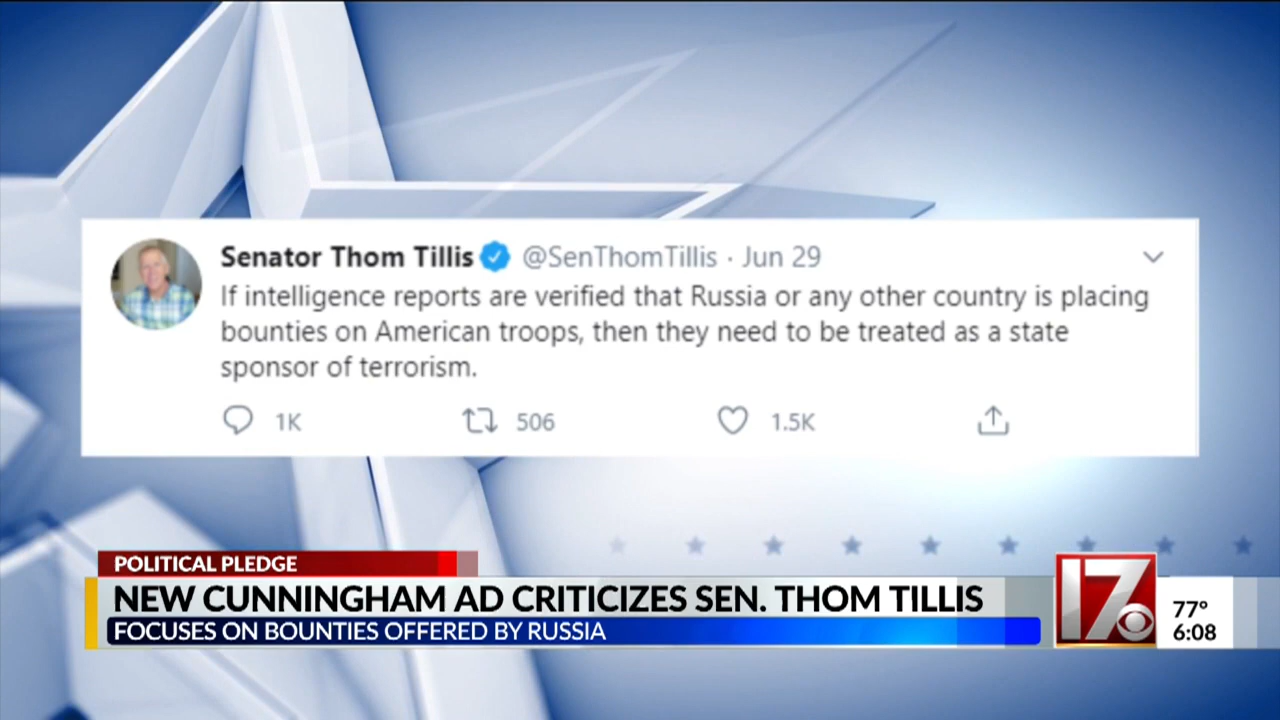 Senator Thom Tillis @SenThomTillis · Jun 29
If intelligence reports are verified that Russia or any other country is placing
bounties on American troops, then they need to be treated as a state
sponsor of terrorism.
1K 506 1.5K
POLITICAL PLEDGE
NEW CUNNINGHAM AD CRITICIZES SEN. THOM TILLIS
FOCUSES ON BOUNTIES OFFERED BY RUSSIA
17
77°
6:08